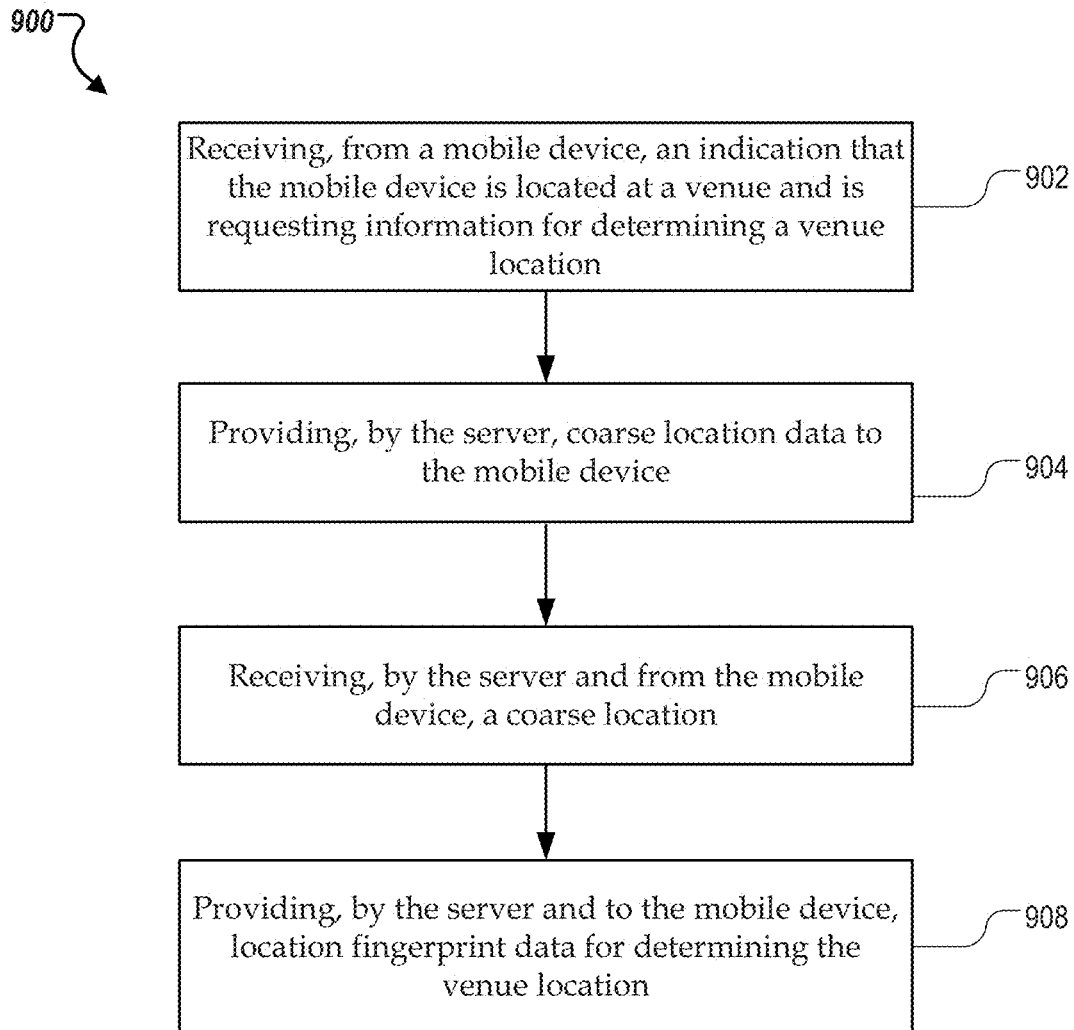 900
Receiving, from a mobile device, an indication that
the mobile device is located at a venue and is
requesting information for determining a venue
location
902
Providing, by the server, coarse location data to
the mobile device
904
Receiving, by the server and from the mobile
device, a coarse location
906
Providing, by the server and to the mobile device,
location fingerprint data for determining the
venue location
908